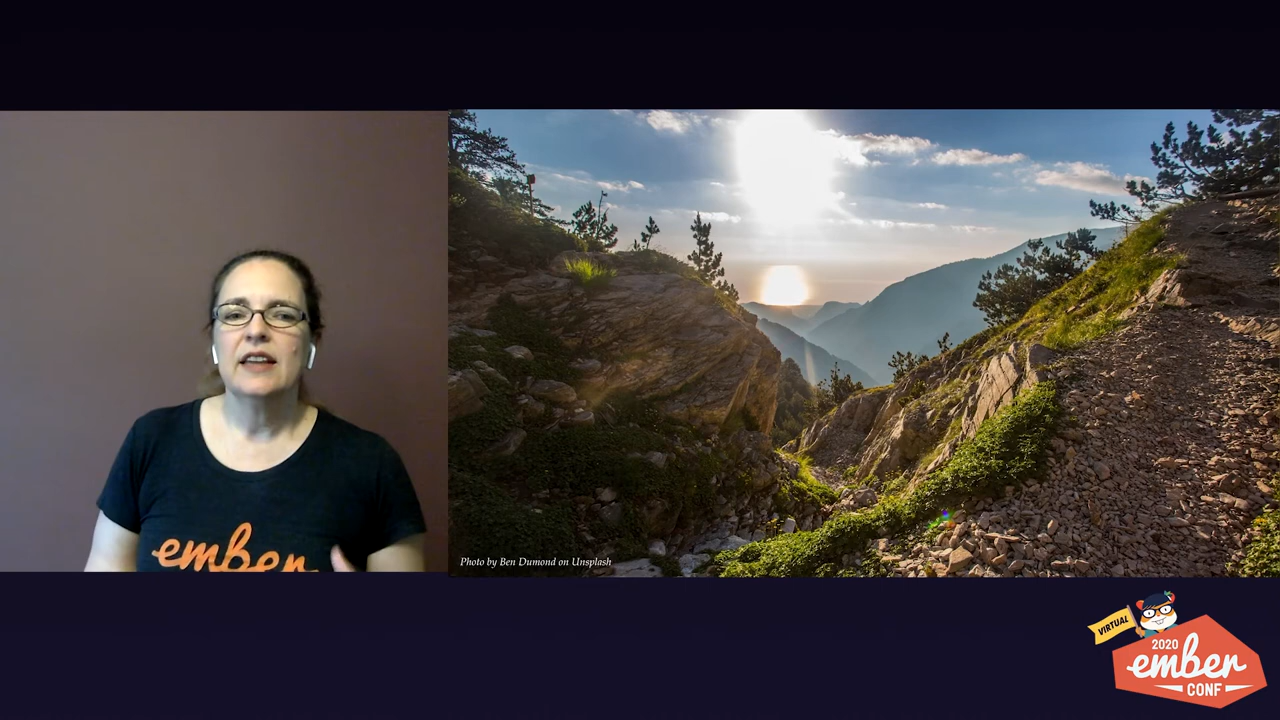 ember
Photo by Ben Dumond on Unsplash
VIRTUAL
2020
ember
CONF